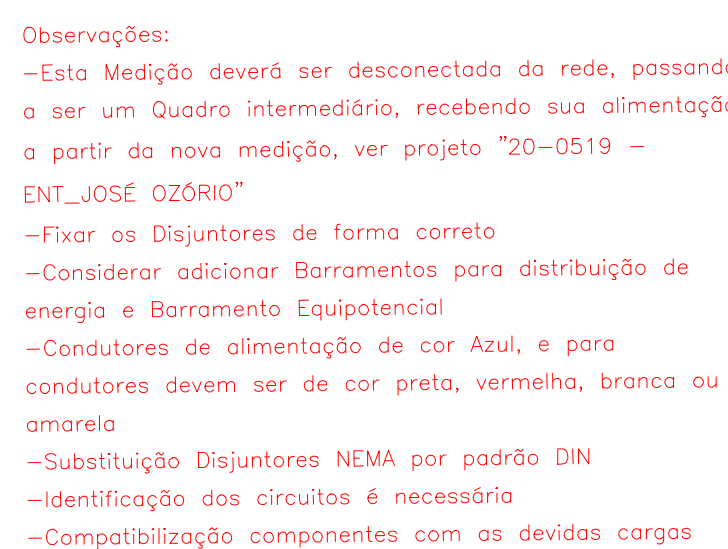 Observações:
-Esta Medição deverá ser desconectada da rede, passando
a ser um Quadro intermediário, recebendo sua alimentação
a partir da nova medição, ver projeto "20-0519 -
ENT_JOSÉ OZÓRIO"
-Fixar os Disjuntores de forma correto
-Considerar adicionar Barramentos para distribuição de
energia e Barramento Equipotencial
-Condutores de alimentação de cor Azul, e para
condutores devem ser de cor preta, vermelha, branca ou
amarela
-Substituição Disjuntores NEMA por padrão DIN
-Identificação dos circuitos é necessária
-Compatibilização componentes com as devidas cargas